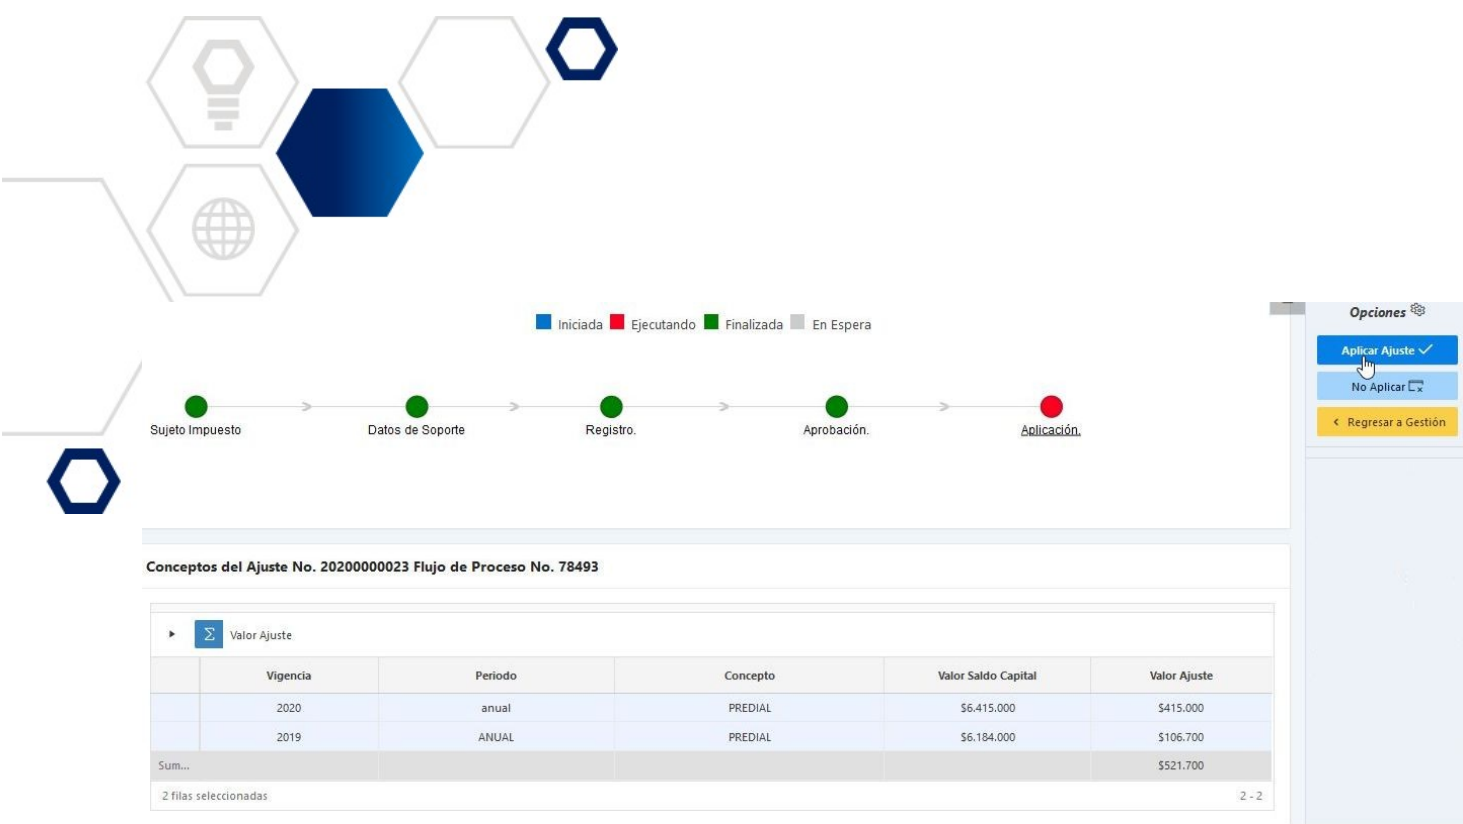 Iniciada Ejecutando Finalizada En Espera
Opciones
Aplicar Ajuste
No Aplicar
Regresar a Gestión
Sujeto Impuesto Datos de Soporte Registro. Aprobación. Aplicación.
Conceptos del Ajuste No. 20200000023 Flujo de Proceso No. 78493
Σ Valor Ajuste
Vigencia Periodo Concepto Valor Saldo Capital Valor Ajuste
2020 anual PREDIAL $6.415.000 $415.000
2019 ANUAL PREDIAL $6.184.000 $106.700
Sum... $521.700
2 filas seleccionadas 2 - 2